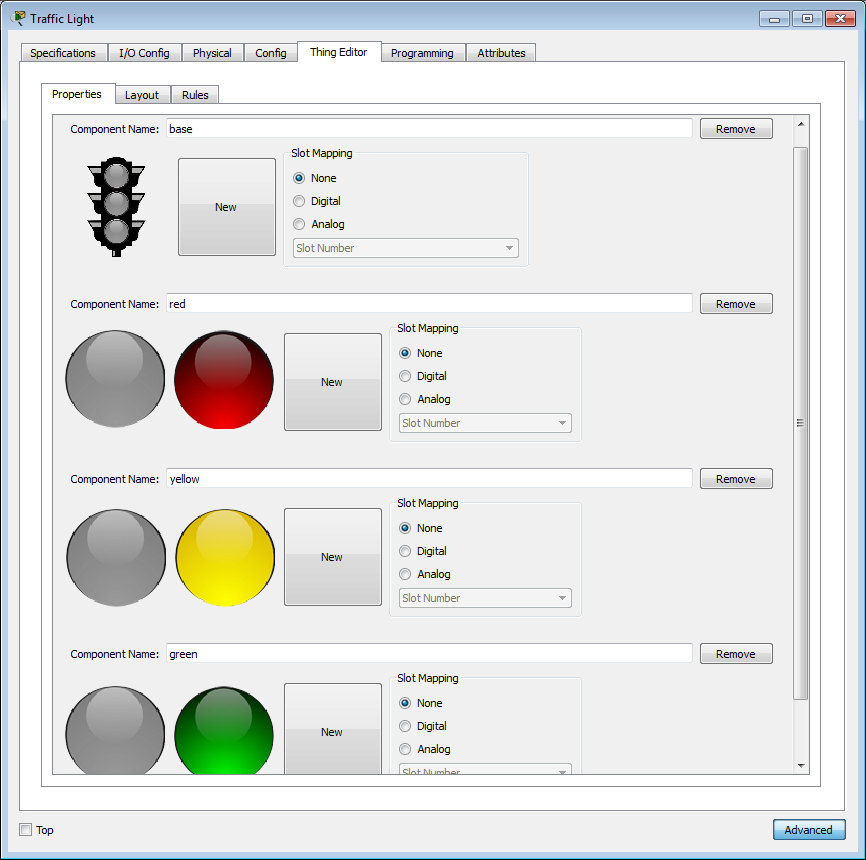 Traffic Light
Specifications I/O Config Physical Config Thing Editor Programming Attributes
Properties Layout Rules
Component Name: base Remove
Slot Mapping
None
New
Digital
Analog
Slot Number
Component Name: red Remove
Slot Mapping
None
New
Digital
Analog
Slot Number
Component Name: yellow Remove
Slot Mapping
None
New
Digital
Analog
Slot Number
Component Name: green Remove
Slot Mapping
None
New
Digital
Analog
Slot Number
Top Advanced